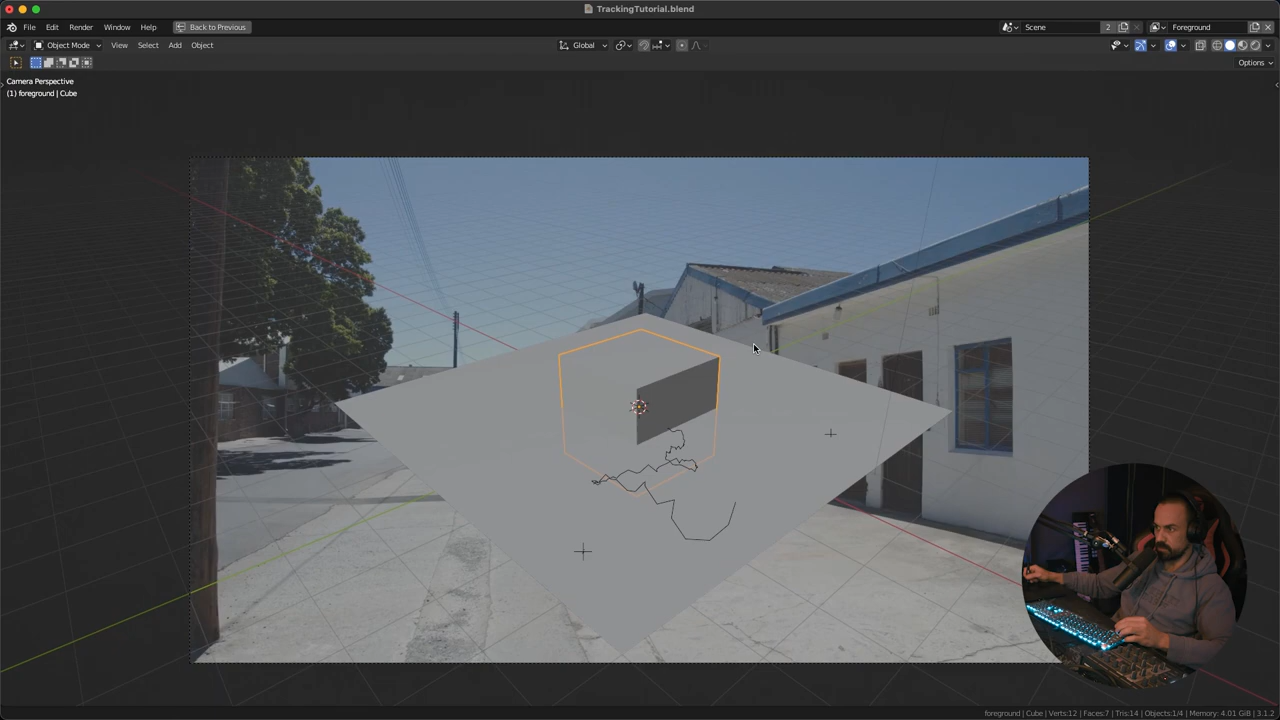 TrackingTutorial.blend
File Edit Render Window Help Back to Previous Scene 2 Foreground
Object Mode View Select Add Object Global
Options
Camera Perspective
(1) foreground | Cube
foreground | Cube | Verts:12 | Faces:7 | Tris:14 | Objects:1/4 | Memory: 4.01 GiB | 3.1.2